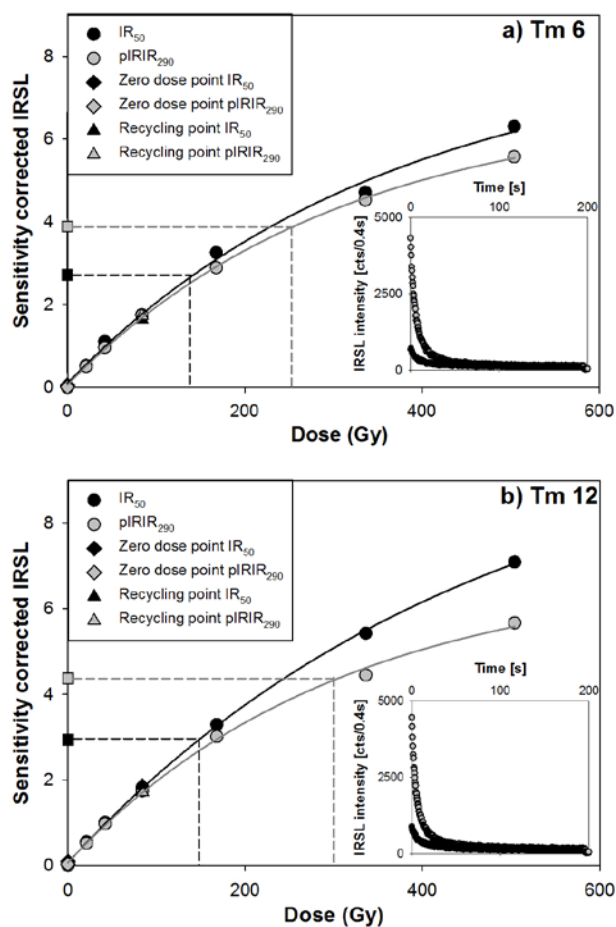 a) Tm 6
IR50
pIRIR290
Zero dose point IR50
Zero dose point pIRIR290
Recycling point IR50
Recycling point pIRIR290
Sensitivity corrected IRSL
8
6
4
2
0
0
200
400
600
Dose (Gy)
Time [s]
0
100
200
IRSL intensity [cts/0.4s]
5000
2500
0
b) Tm 12
IR50
pIRIR290
Zero dose point IR50
Zero dose point pIRIR290
Recycling point IR50
Recycling point pIRIR290
Sensitivity corrected IRSL
8
6
4
2
0
0
200
400
600
Dose (Gy)
Time [s]
0
100
200
IRSL intensity [cts/0.4s]
5000
2500
0